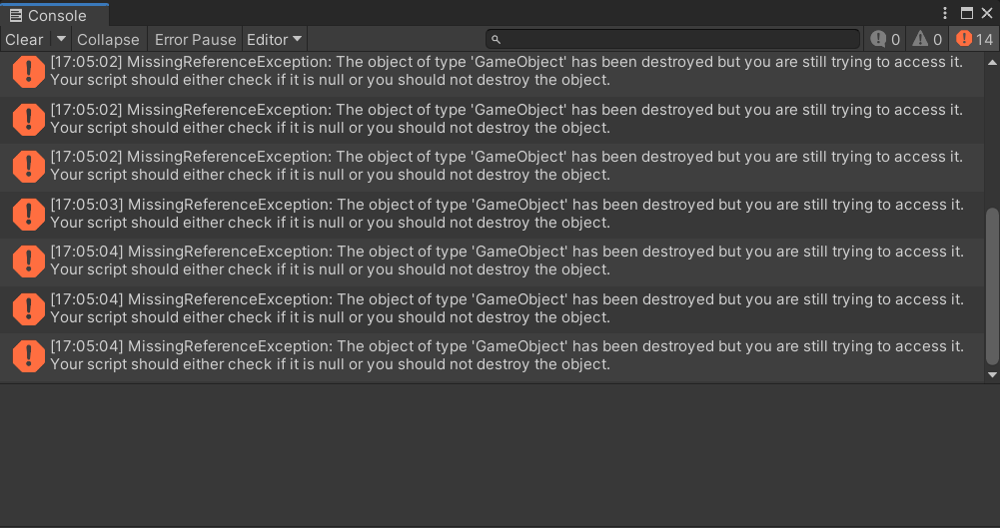 Console
Clear Collapse Error Pause Editor 0 0 14
[17:05:02] MissingReferenceException: The object of type 'GameObject' has been destroyed but you are still trying to access it.
Your script should either check if it is null or you should not destroy the object.
[17:05:02] MissingReferenceException: The object of type 'GameObject' has been destroyed but you are still trying to access it.
Your script should either check if it is null or you should not destroy the object.
[17:05:02] MissingReferenceException: The object of type 'GameObject' has been destroyed but you are still trying to access it.
Your script should either check if it is null or you should not destroy the object.
[17:05:03] MissingReferenceException: The object of type 'GameObject' has been destroyed but you are still trying to access it.
Your script should either check if it is null or you should not destroy the object.
[17:05:04] MissingReferenceException: The object of type 'GameObject' has been destroyed but you are still trying to access it.
Your script should either check if it is null or you should not destroy the object.
[17:05:04] MissingReferenceException: The object of type 'GameObject' has been destroyed but you are still trying to access it.
Your script should either check if it is null or you should not destroy the object.
[17:05:04] MissingReferenceException: The object of type 'GameObject' has been destroyed but you are still trying to access it.
Your script should either check if it is null or you should not destroy the object.